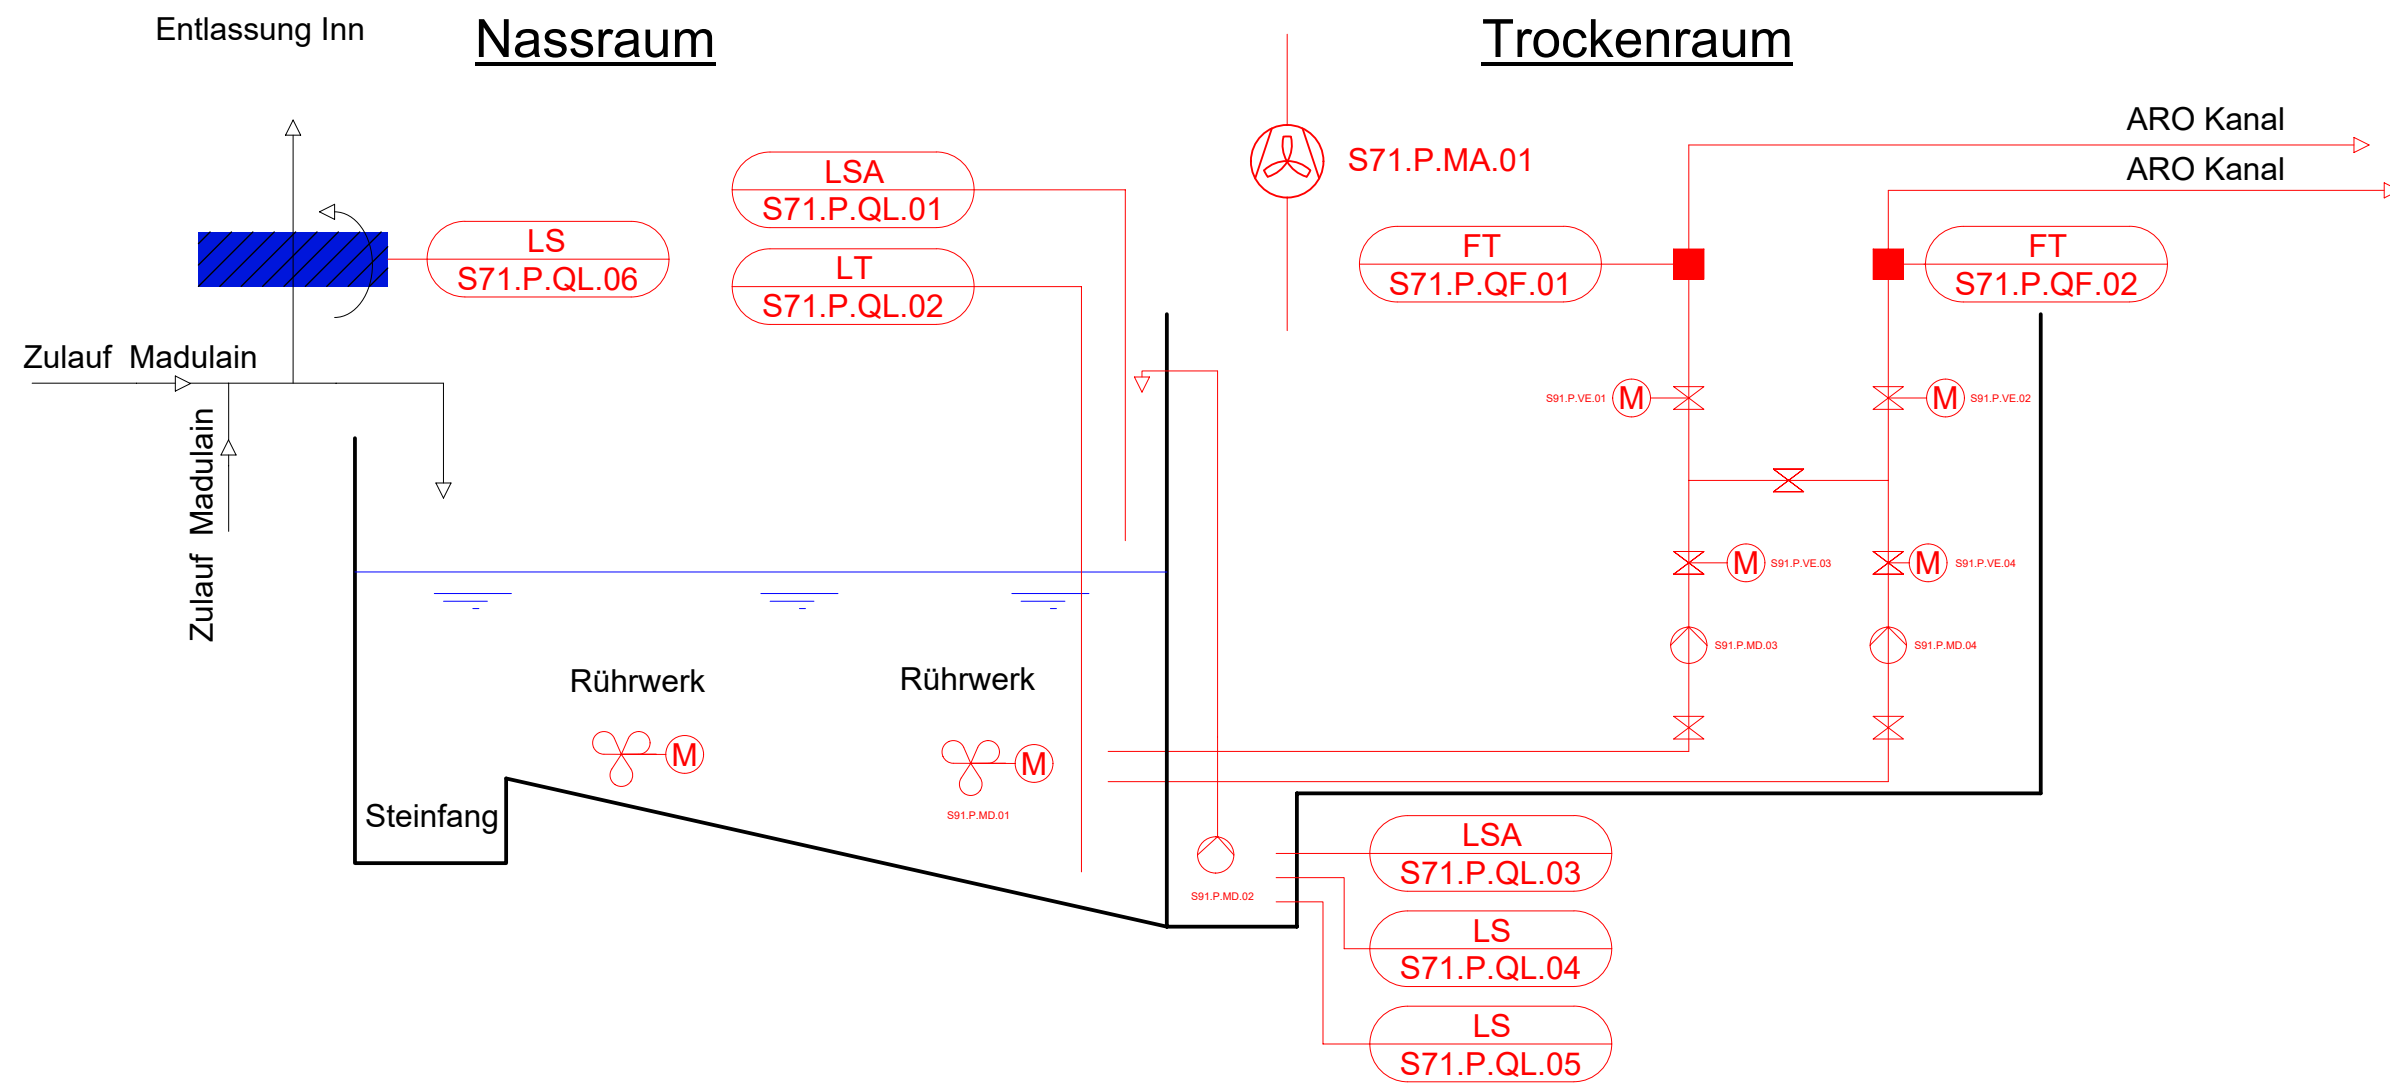 Entlassung Inn
Nassraum
Trockenraum
ARO Kanal
ARO Kanal
S71.P.MA.01
LSA
S71.P.QL.01
LS
S71.P.QL.06
LT
S71.P.QL.02
FT
S71.P.QF.01
FT
S71.P.QF.02
Zulauf Madulain
Zulauf Madulain
S91.P.VE.01
M
M
S91.P.VE.02
M
S91.P.VE.03
M
S91.P.VE.04
S91.P.MD.03
S91.P.MD.04
Rührwerk
Rührwerk
M
M
S91.P.MD.01
Steinfang
S91.P.MD.02
LSA
S71.P.QL.03
LS
S71.P.QL.04
LS
S71.P.QL.05